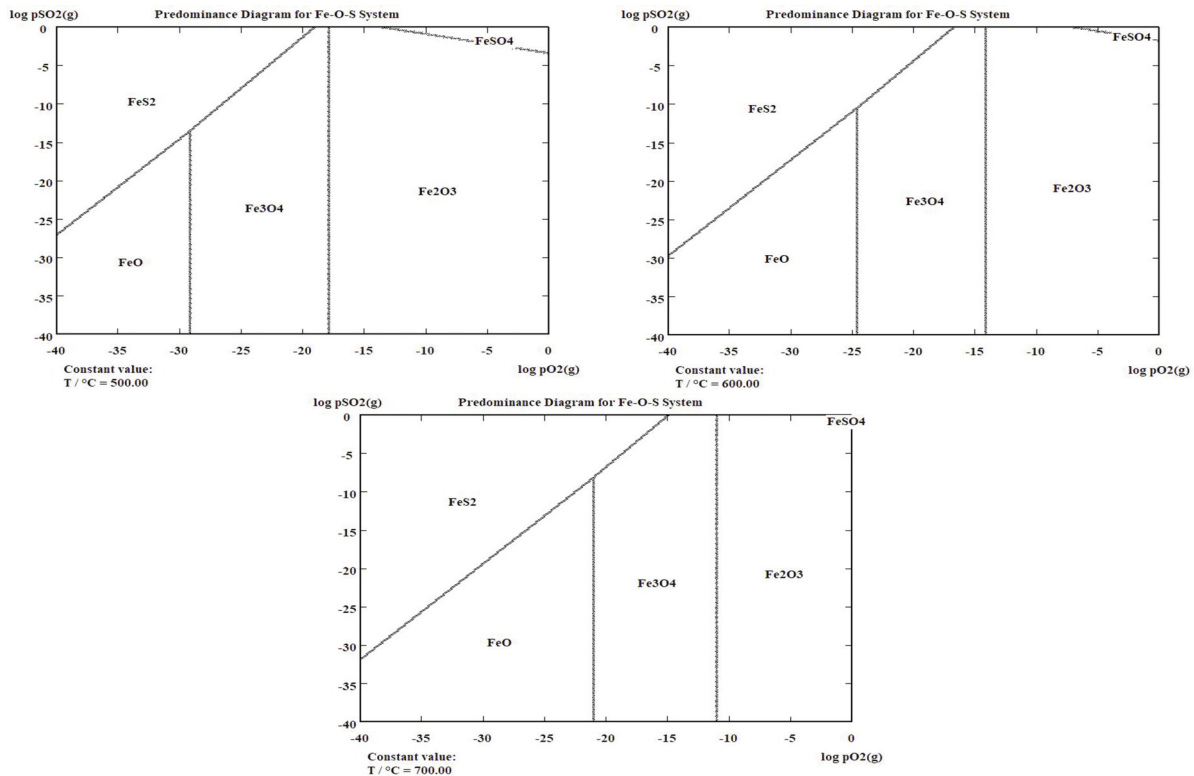 log pSO2(g) Predominance Diagram for Fe-O-S System
0
-5
-10
-15
-20
-25
-30
-35
-40
FeSO4
FeS2
Fe2O3
Fe3O4
FeO
-40 -35 -30 -25 -20 -15 -10 -5 0
Constant value: log pO2(g)
T / °C = 500.00
log pSO2(g) Predominance Diagram for Fe-O-S System
0
-5
-10
-15
-20
-25
-30
-35
-40
FeSO4
FeS2
Fe2O3
Fe3O4
FeO
-40 -35 -30 -25 -20 -15 -10 -5 0
Constant value: log pO2(g)
T / °C = 600.00
log pSO2(g) Predominance Diagram for Fe-O-S System
0
-5
-10
-15
-20
-25
-30
-35
-40
FeSO4
FeS2
Fe2O3
Fe3O4
FeO
-40 -35 -30 -25 -20 -15 -10 -5 0
Constant value: log pO2(g)
T / °C = 700.00